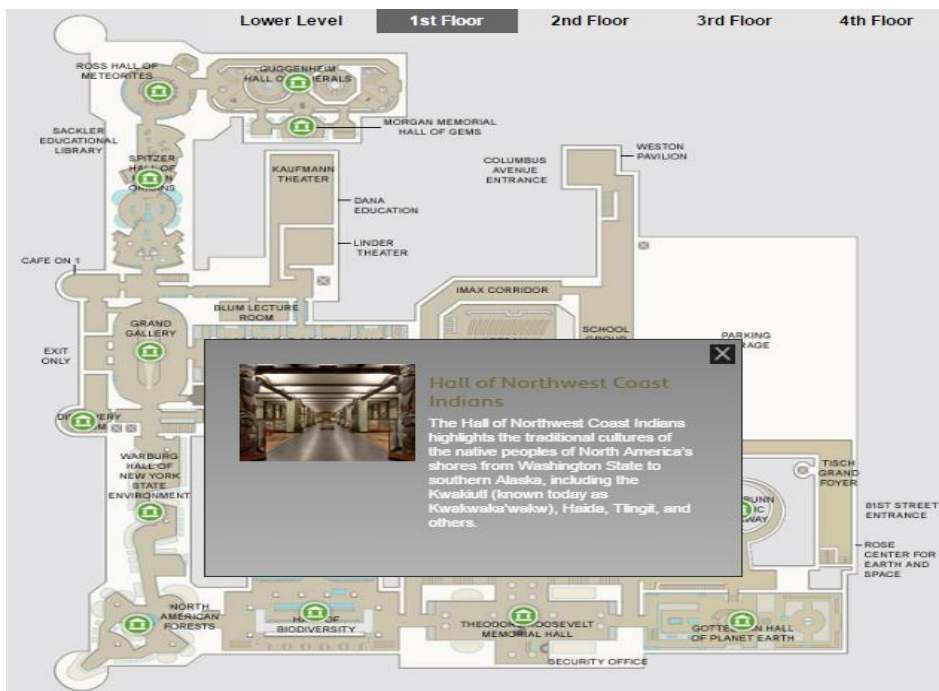 Lower Level 1st Floor 2nd Floor 3rd Floor 4th Floor
ROSS HALL OF
METEORITES
GUGGENHEIM
HALL OF
MORGAN MEMORIAL
HALL OF GEMS
SACKLER
EDUCATIONAL
LIBRARY
SPITZER
HALL OF
ORIGINS
KAUFMANN
THEATER
COLUMBUS
AVENUE
ENTRANCE
WESTON
PAVILION
DANA
EDUCATION
LINDER
THEATER
CAFE ON 1
IMAX CORRIDOR
BLUM LECTURE
ROOM
GRAND
GALLERY
SCHOOL
PARKING
EXIT
ONLY
Hall of Northwest Coast
Indians
The Hall of Northwest Coast Indians
highlights the traditional cultures of
the native peoples of North America's
shores from Washington State to
southern Alaska, including the
Kwakiutl (known today as
Kwakwaka'wakw), Haida, Tlingit, and
others.
WARBURG
HALL OF
NEW YORK
STATE
ENVIRONMENT
TISCH
GRAND
FOYER
81ST STREET
ENTRANCE
ROSE
CENTER FOR
EARTH AND
SPACE
NORTH
AMERICAN
FORESTS
HALL OF
BIODIVERSITY
THEODORE ROOSEVELT
MEMORIAL HALL
HALL
OF PLANET EARTH
SECURITY OFFICE